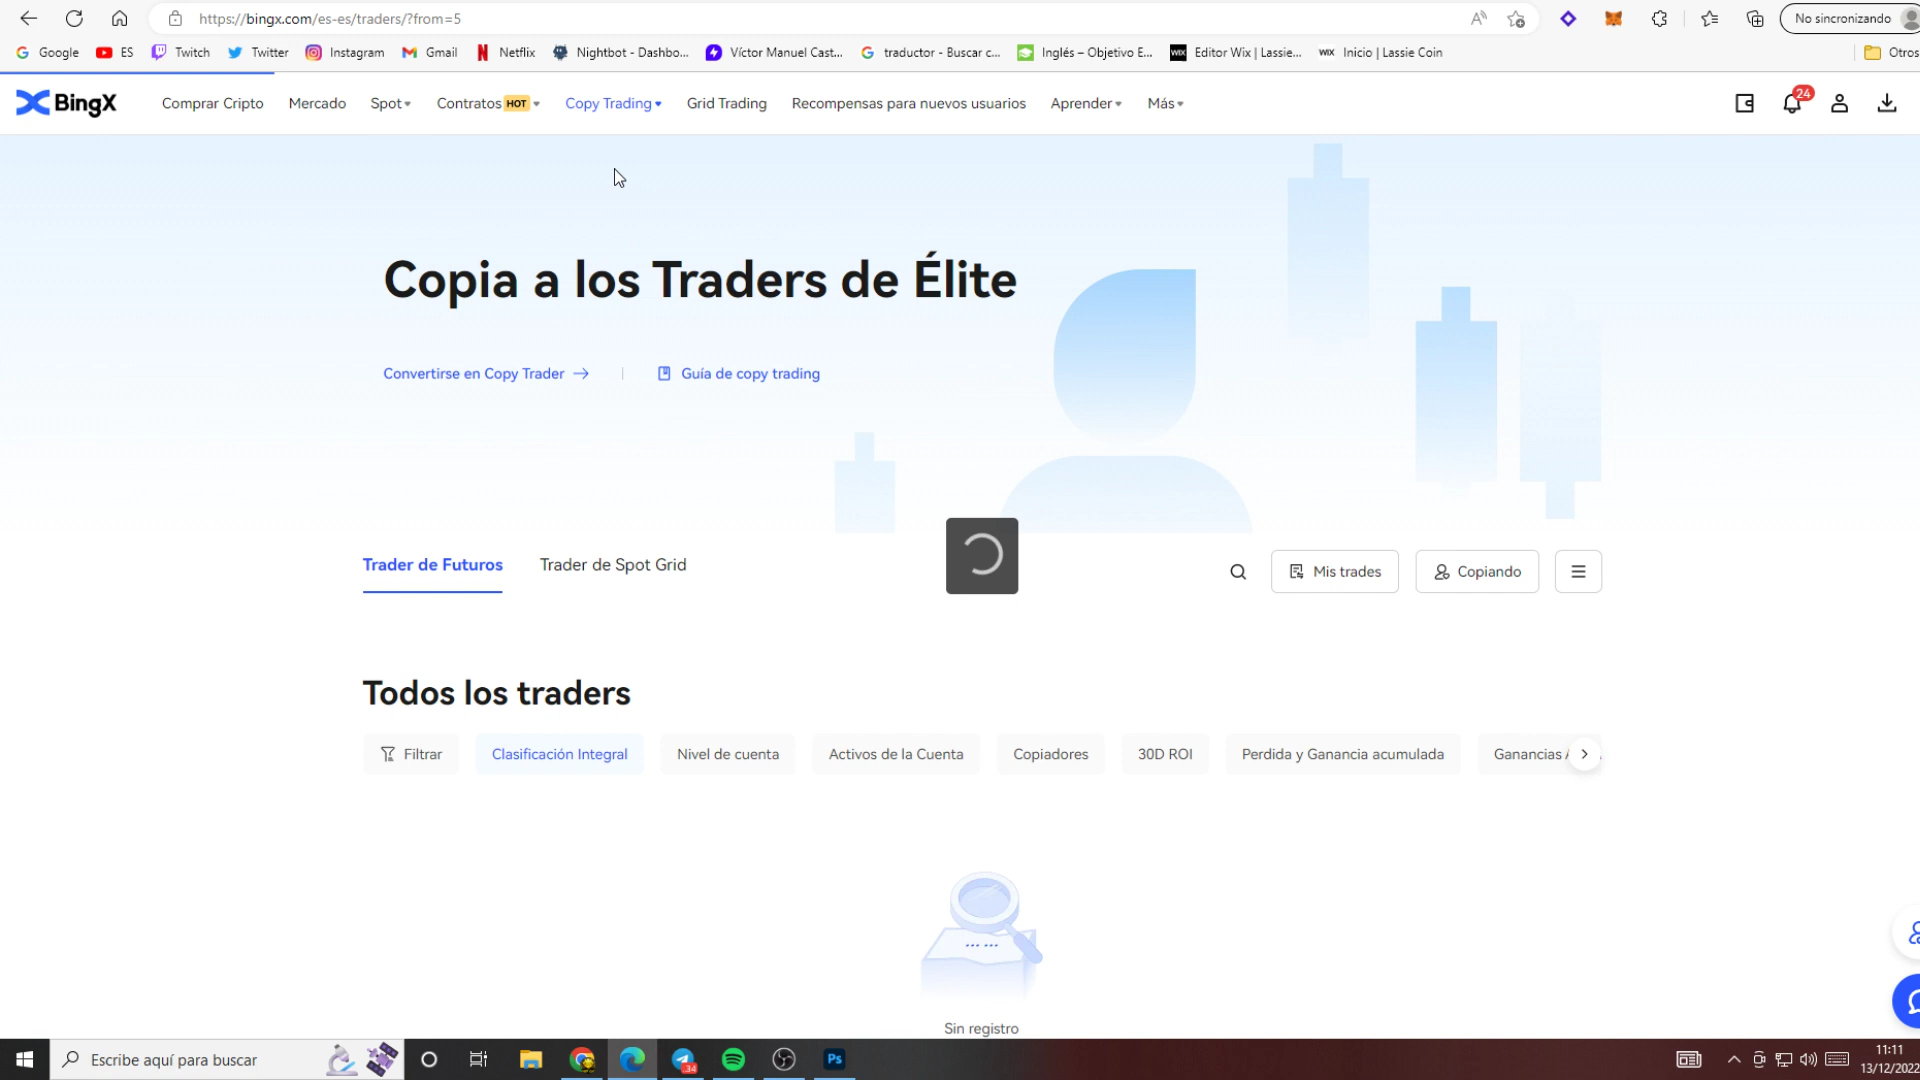 https://bingx.com/es-es/traders/?from=5
No sincronizando
Google
ES
Twitch
Twitter
Instagram
Gmail
Netflix
Nightbot - Dashbo...
Víctor Manuel Cast...
traductor - Buscar c...
Inglés – Objetivo E...
Editor Wix | Lassie...
Inicio | Lassie Coin
Otros
BingX
Comprar Cripto
Mercado
Spot
Contratos HOT
Copy Trading
Grid Trading
Recompensas para nuevos usuarios
Aprender
Más
24
Copia a los Traders de Élite
Convertirse en Copy Trader
Guía de copy trading
Trader de Futuros
Trader de Spot Grid
Mis trades
Copiando
Todos los traders
Filtrar
Clasificación Integral
Nivel de cuenta
Activos de la Cuenta
Copiadores
30D ROI
Perdida y Ganancia acumulada
Ganancias
Sin registro
Escribe aquí para buscar
34
Ps
11:11
13/12/2022